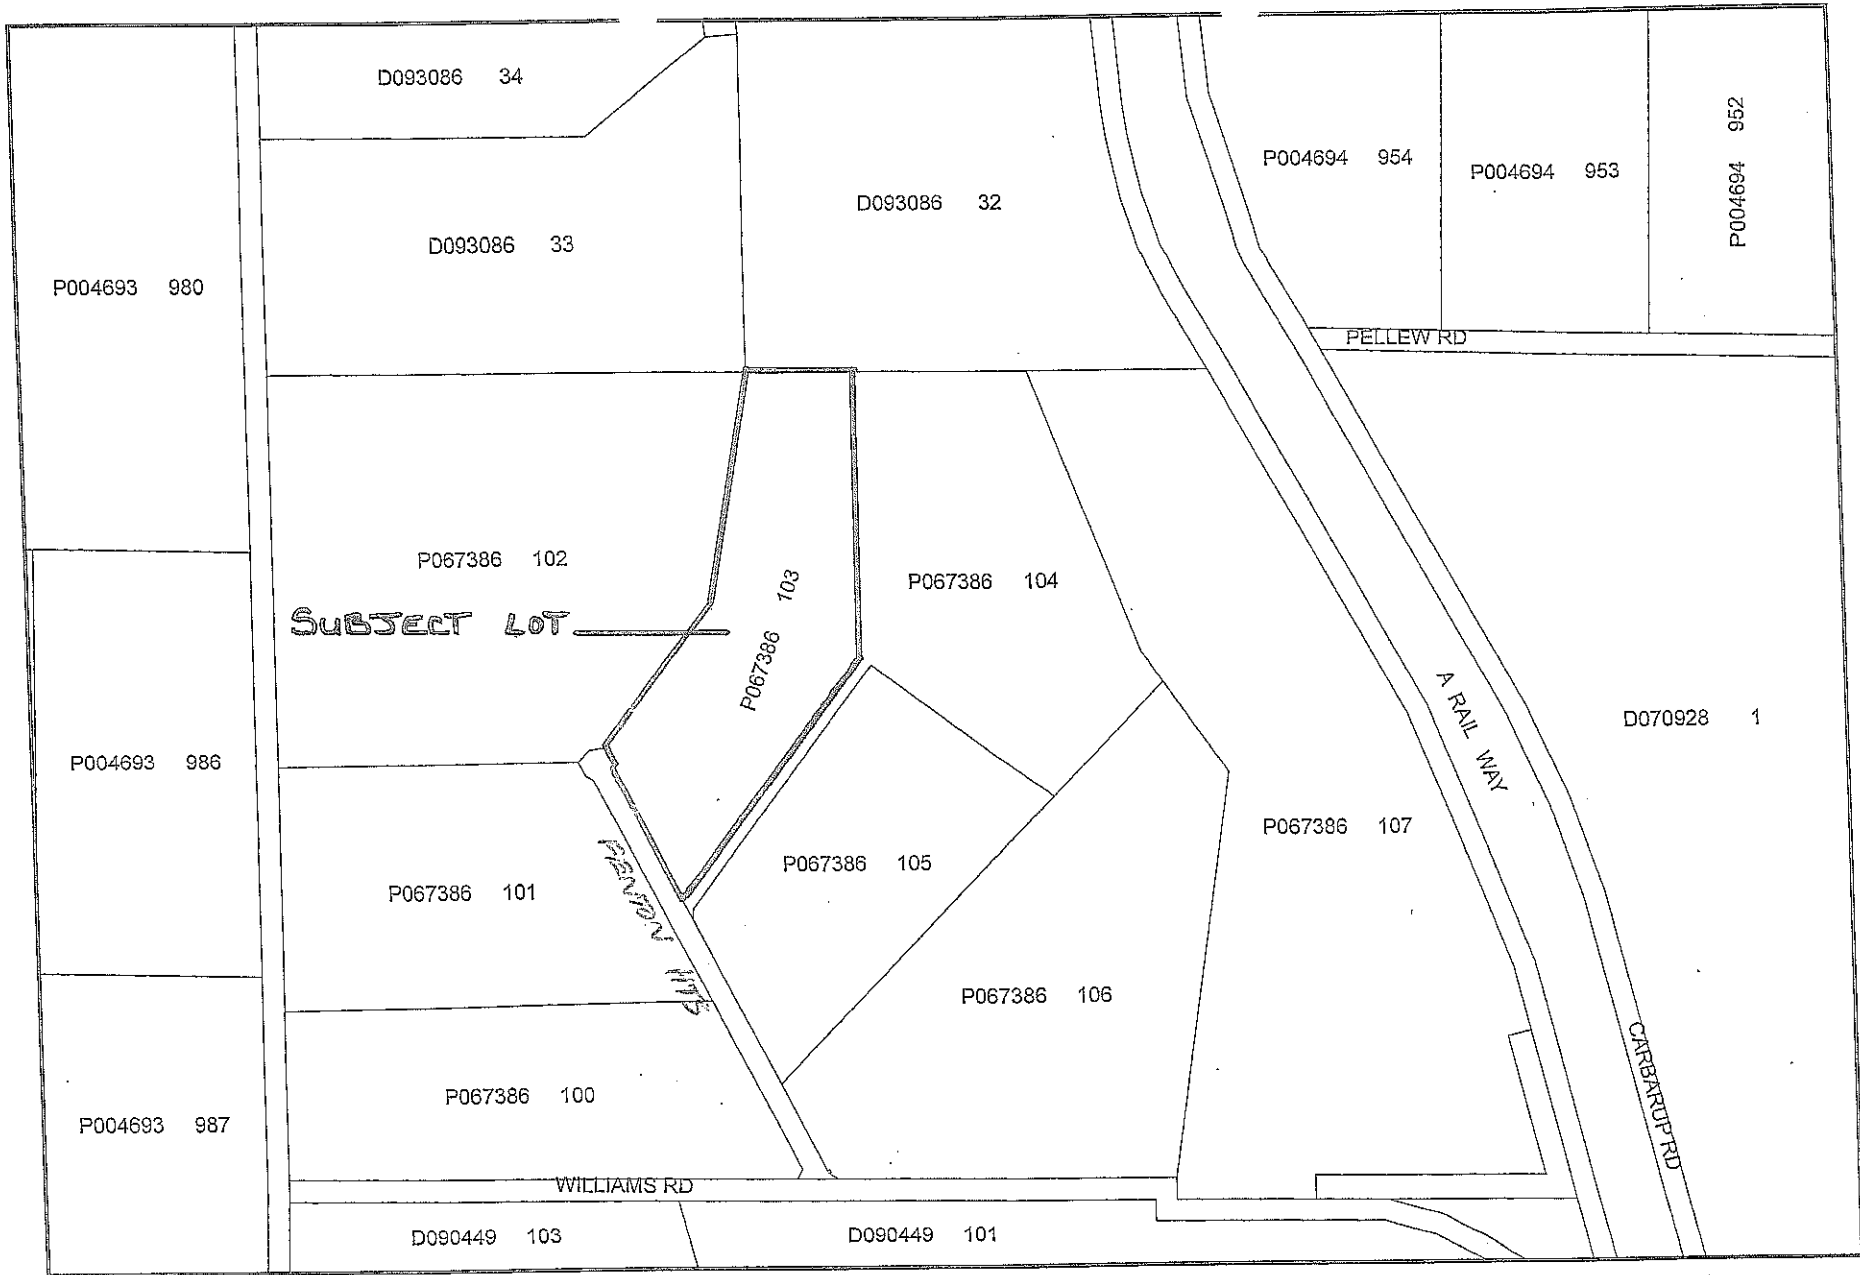 D093086 34
P004694 952
P004694 954
P004694 953
D093086 32
D093086 33
P004693 980
PELLEW RD
P067386 102
P067386 103
P067386 104
SUBJECT LOT
A RAIL WAY
D070928 1
P004693 986
P067386 107
P067386 105
P067386 101
HTS
P067386 106
CARBARUP RD
P067386 100
P004693 987
WILLIAMS RD
D090449 103
D090449 101